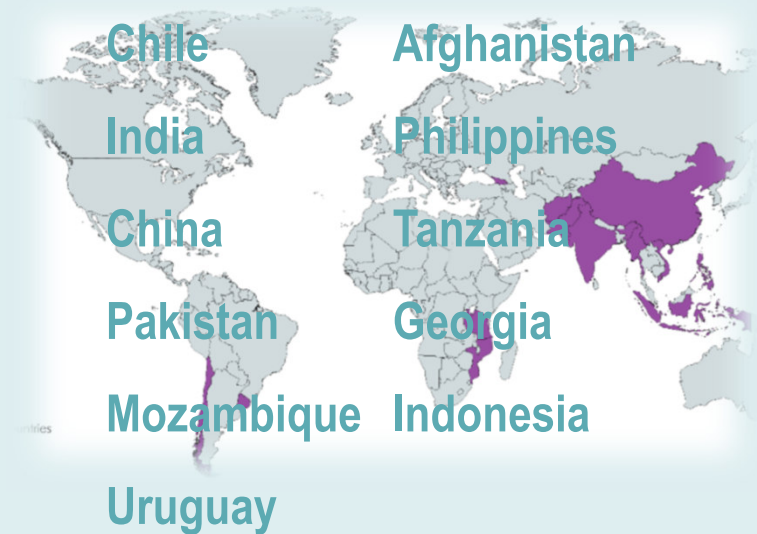 Chile
India
China
Pakistan
Mozambique
Uruguay
Afghanistan
Philippines
Tanzania
Georgia
Indonesia